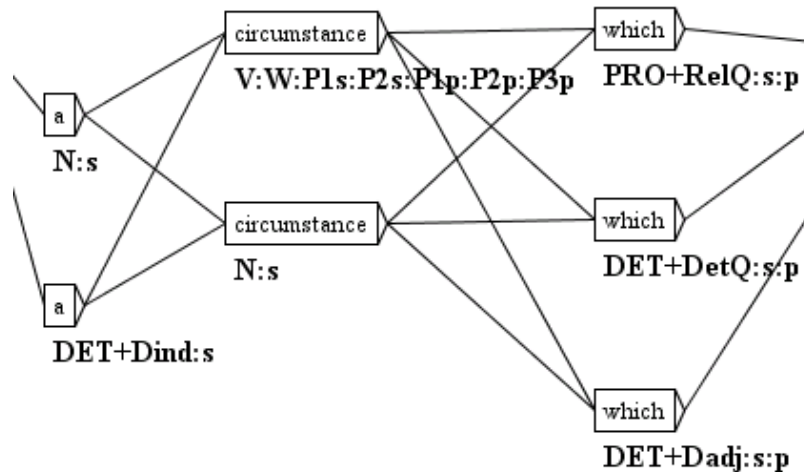 circumstance
which
V:W:P1s:P2s:P1p:P2p:P3p
PRO+RelQ:s:p
a
N:s
circumstance
which
N:s
DET+DetQ:s:p
a
DET+Dind:s
which
DET+Dadj:s:p